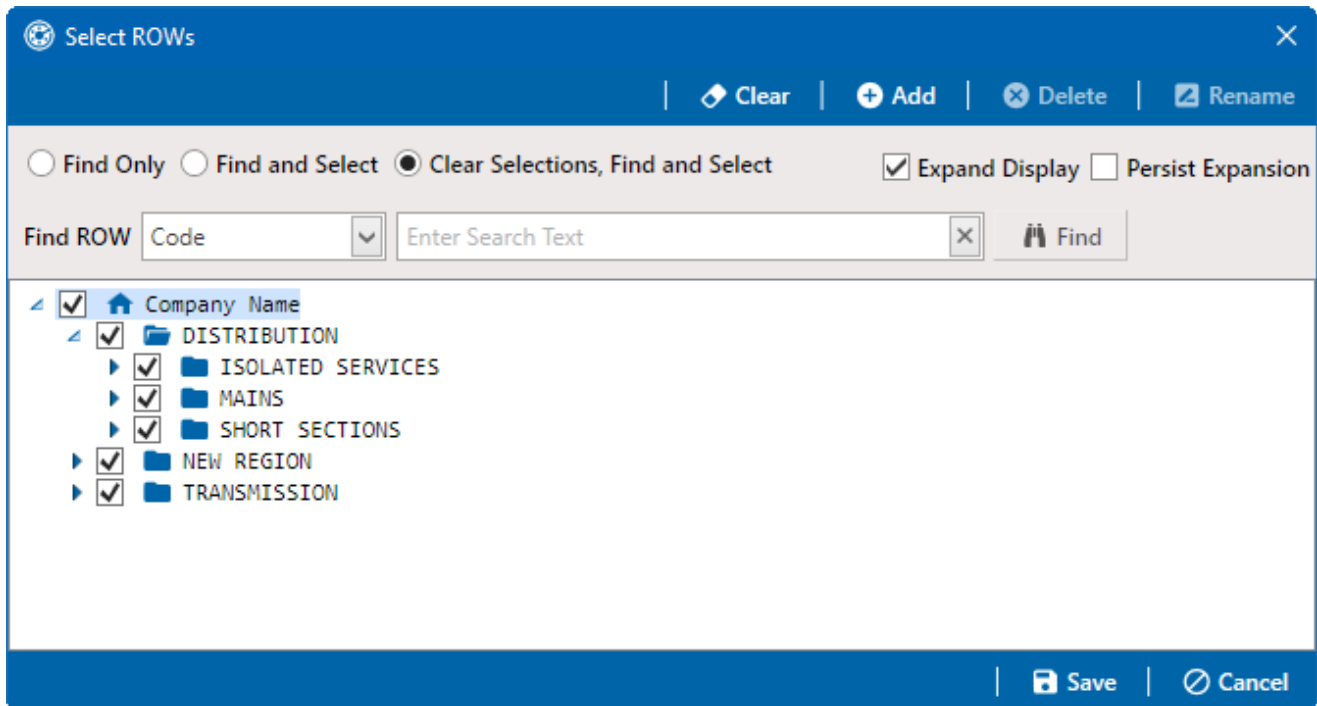 Select ROWs
Clear Add Delete Rename
Find Only Find and Select Clear Selections, Find and Select Expand Display Persist Expansion
Find ROW Code Enter Search Text Find
Company Name
DISTRIBUTION
ISOLATED SERVICES
MAINS
SHORT SECTIONS
NEW REGION
TRANSMISSION
Save Cancel